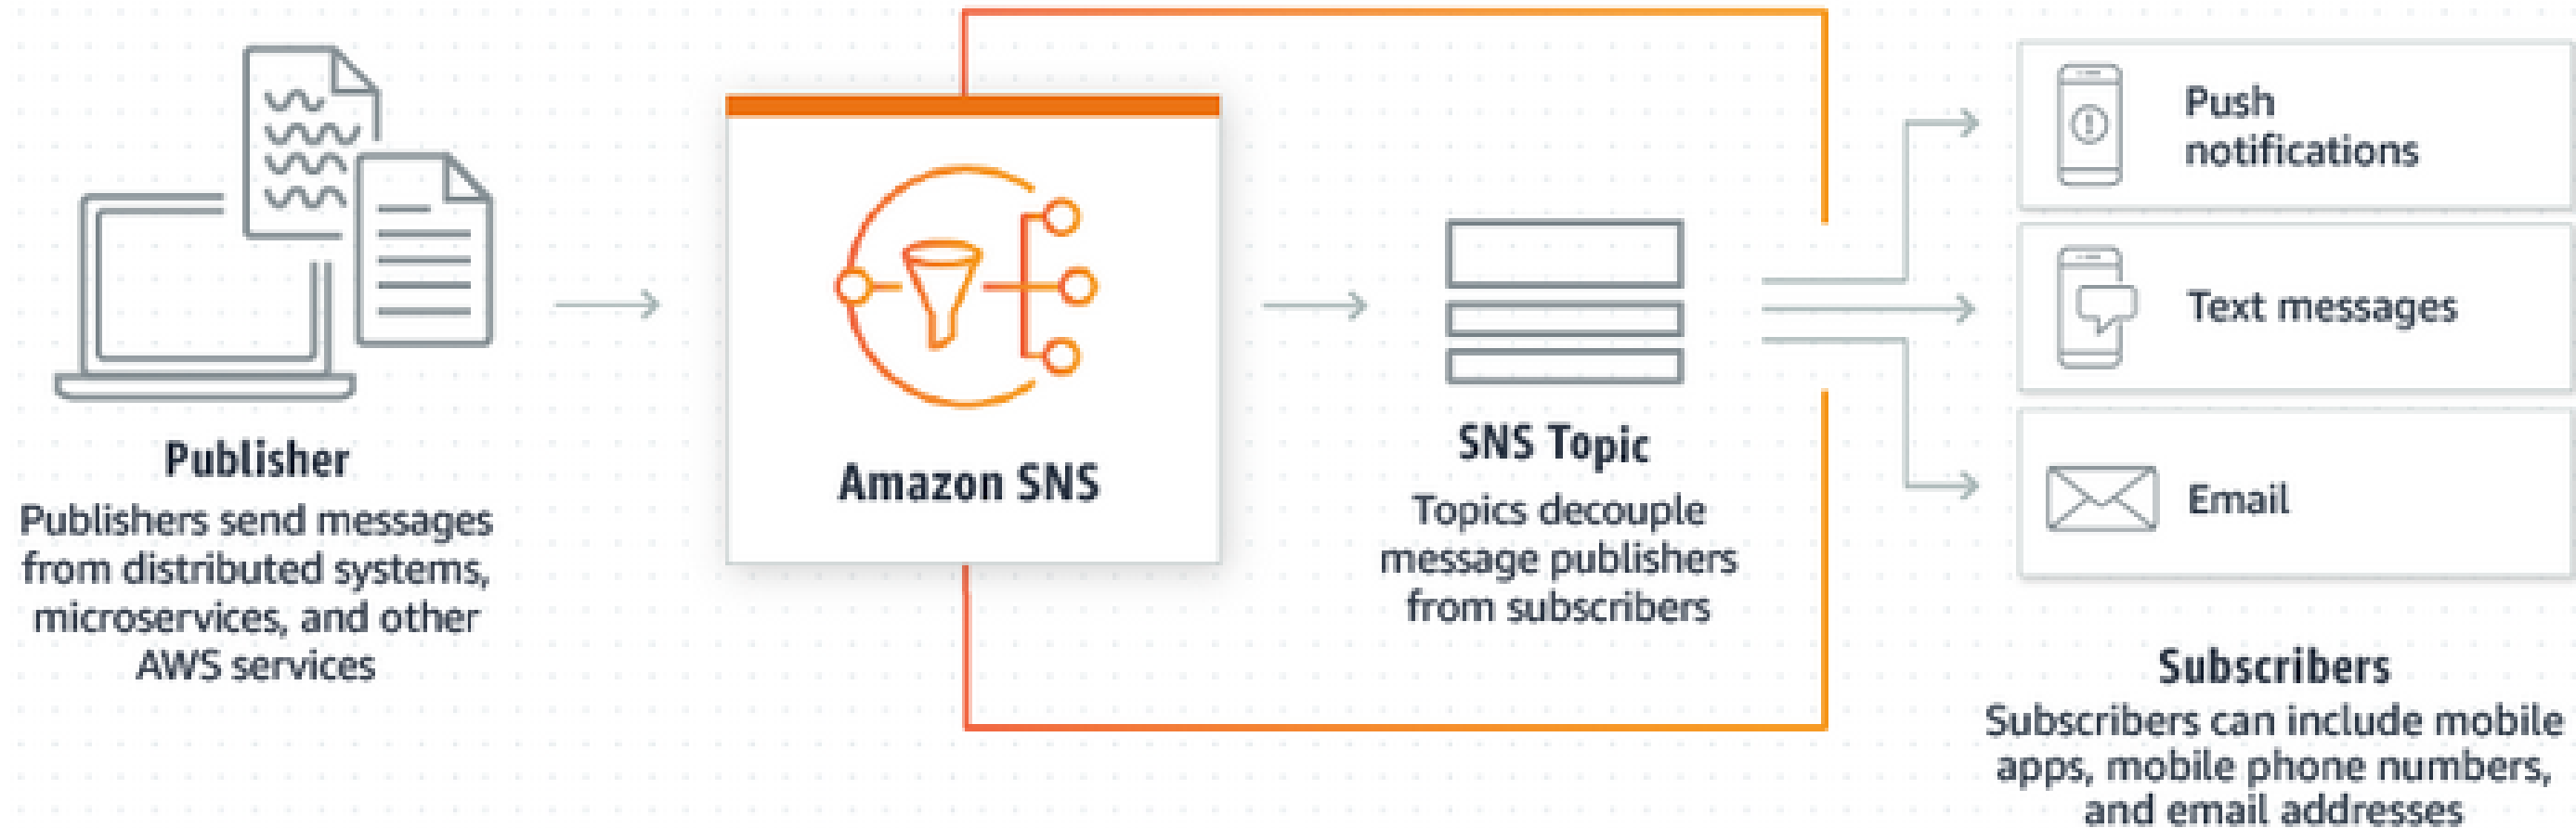 Publisher
Publishers send messages
from distributed systems,
microservices, and other
AWS services
Amazon SNS
SNS Topic
Topics decouple
message publishers
from subscribers
Push
notifications
Text messages
Email
Subscribers
Subscribers can include mobile
apps, mobile phone numbers,
and email addresses